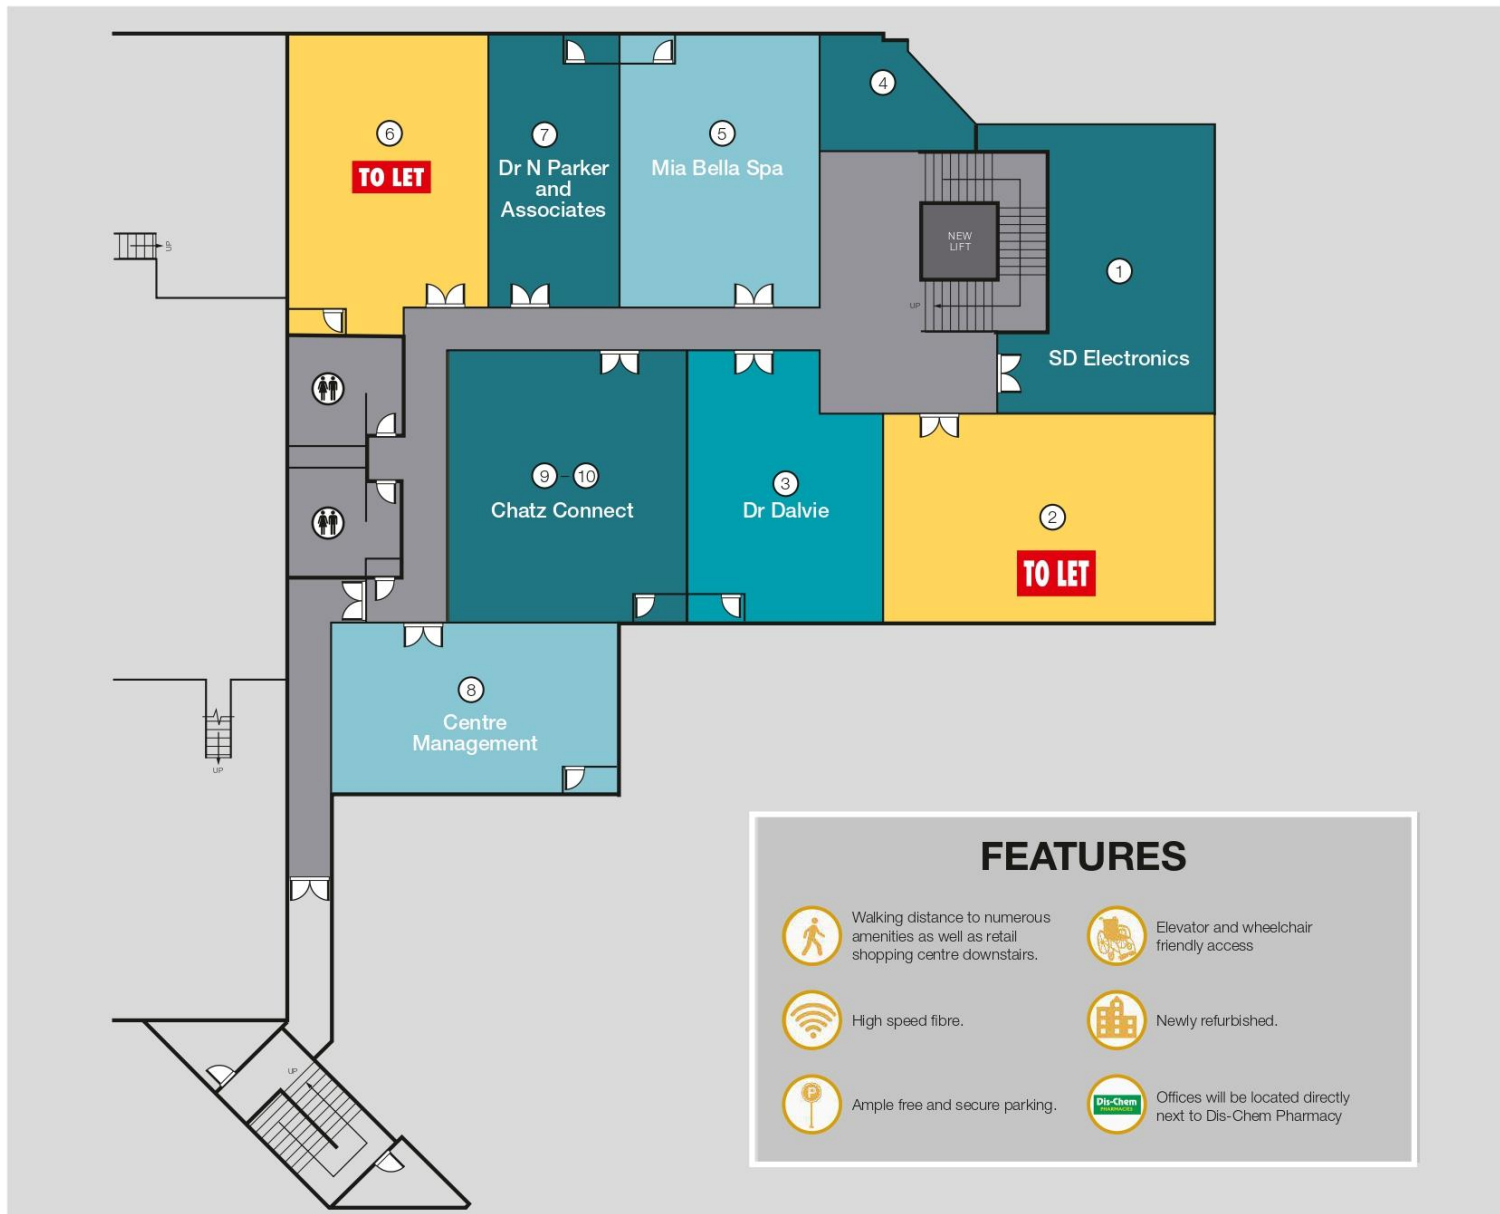 6
TO LET
7
Dr N Parker
and
Associates
5
Mia Bella Spa
4
NEW
LIFT
UP
1
SD Electronics
UP
9 - 10
Chatz Connect
3
Dr Dalvie
2
TO LET
8
Centre
Management
UP
UP
FEATURES
Walking distance to numerous
amenities as well as retail
shopping centre downstairs.
Elevator and wheelchair
friendly access
High speed fibre.
Newly refurbished.
P
Ample free and secure parking.
Dis-Chem
PHARMACIES
Offices will be located directly
next to Dis-Chem Pharmacy